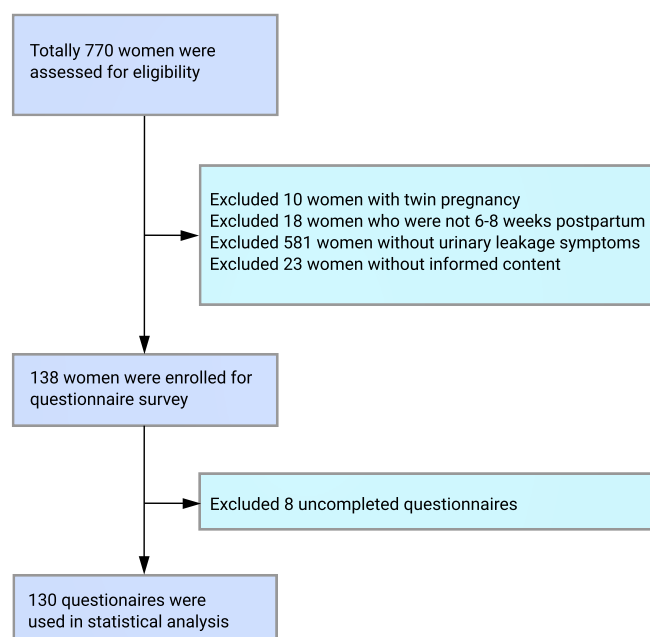 Totally 770 women were
assessed for eligibility
Excluded 10 women with twin pregnancy
Excluded 18 women who were not 6-8 weeks postpartum
Excluded 581 women without urinary leakage symptoms
Excluded 23 women without informed content
138 women were enrolled for
questionnaire survey
Excluded 8 uncompleted questionnaires
130 questionaires were
used in statistical analysis